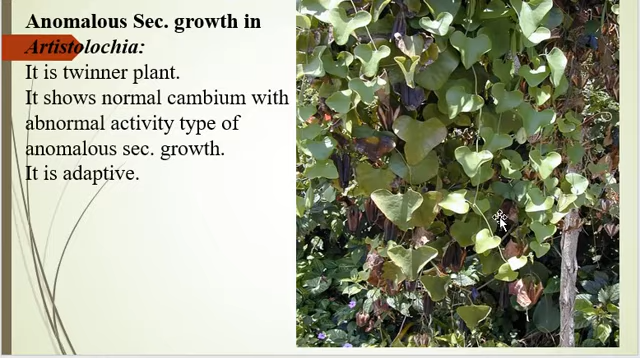 Anomalous Sec. growth in
Artistolochia:
It is twinner plant.
It shows normal cambium with
abnormal activity type of
anomalous sec. growth.
It is adaptive.